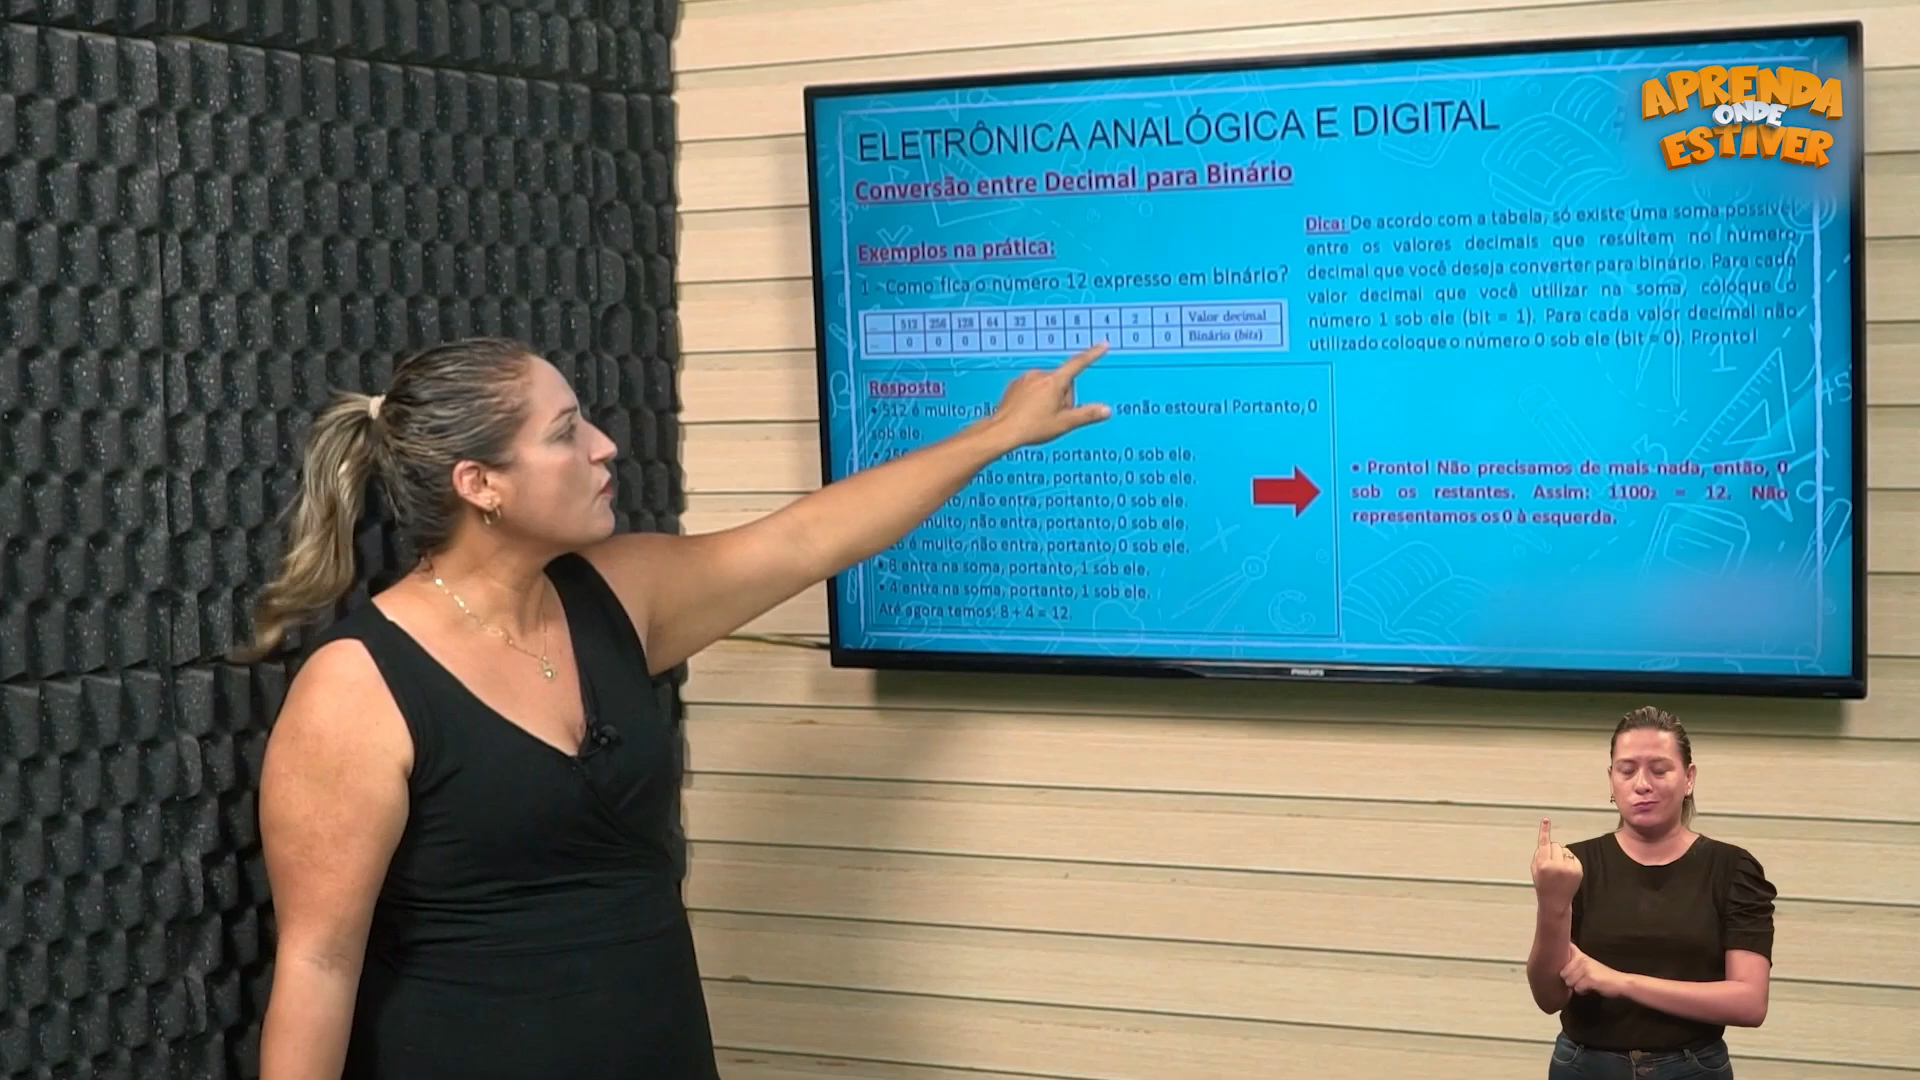 APRENDA
ONDE
ESTIVER
ELETRÔNICA ANALÓGICA E DIGITAL
Conversão entre Decimal para Binário
Exemplos na prática:
1 - Como fica o número 12 expresso em binário?
... 512 256 128 64 32 16 8 4 2 1 Valor decimal
... 0 0 0 0 0 0 1 1 0 0 Binário (bits)
Dica: De acordo com a tabela, só existe uma soma possível
entre os valores decimais que resultem no número
decimal que você deseja converter para binário. Para cada
valor decimal que você utilizar na soma, coloque o
número 1 sob ele (bit = 1). Para cada valor decimal não
utilizado coloque o número 0 sob ele (bit = 0). Pronto!
Resposta:
• 512 é muito, não senão estoura! Portanto, 0
sob ele.
• 256 entra, portanto, 0 sob ele.
não entra, portanto, 0 sob ele.
não entra, portanto, 0 sob ele.
muito, não entra, portanto, 0 sob ele.
16 é muito, não entra, portanto, 0 sob ele.
• 8 entra na soma, portanto, 1 sob ele.
• 4 entra na soma, portanto, 1 sob ele.
Até agora temos: 8 + 4 = 12.
• Pronto! Não precisamos de mais nada, então, 0
sob os restantes. Assim: 1100₂ = 12. Não
representamos os 0 à esquerda.
PHILIPS